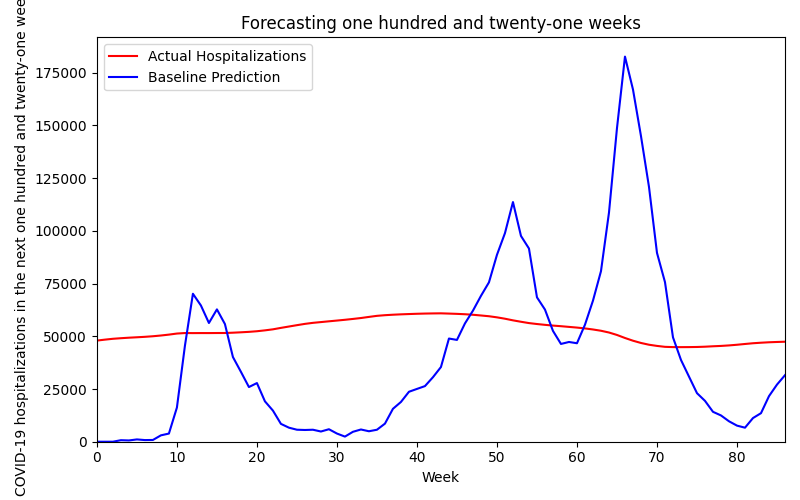 Forecasting one hundred and twenty-one weeks
Actual Hospitalizations
Baseline Prediction
COVID-19 hospitalizations in the next one hundred and twenty-one
175000
150000
125000
100000
75000
50000
25000
0
0 10 20 30 40 50 60 70 80
Week